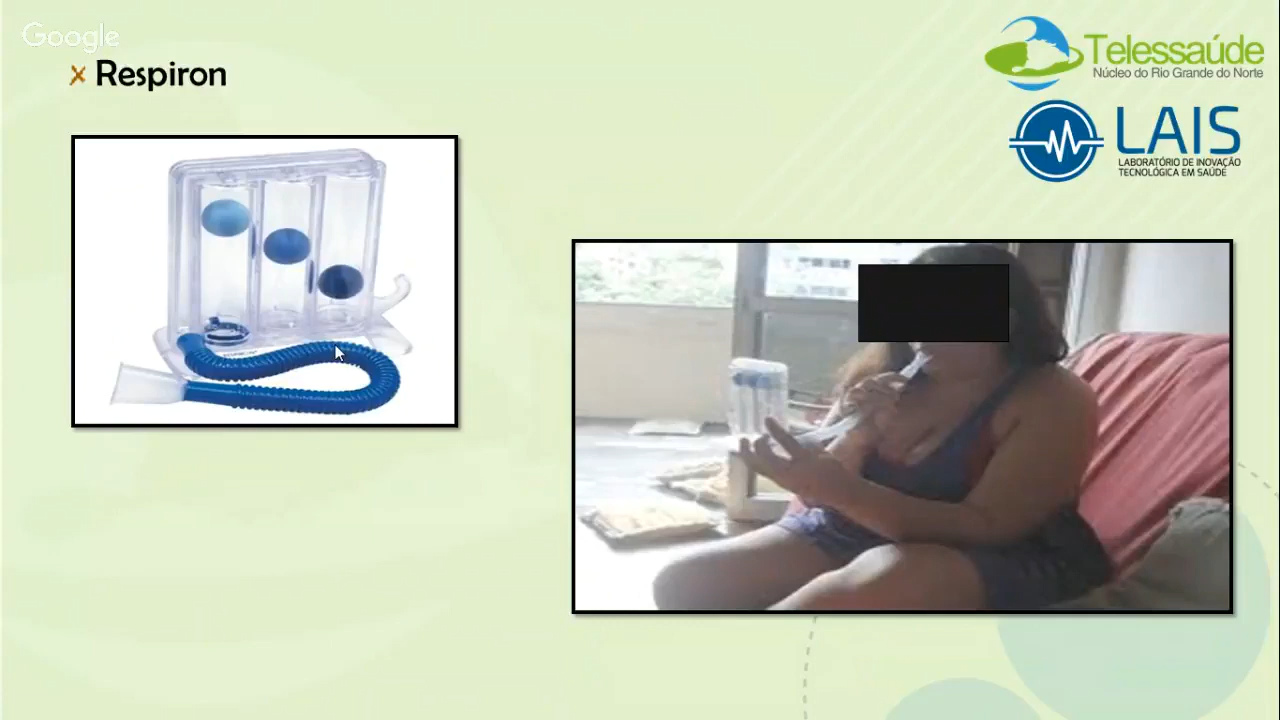 Google
x Respiron
Telessaúde
Núcleo do Rio Grande do Norte
LAIS
LABORATÓRIO DE INOVAÇÃO
TECNOLÓGICA EM SAÚDE